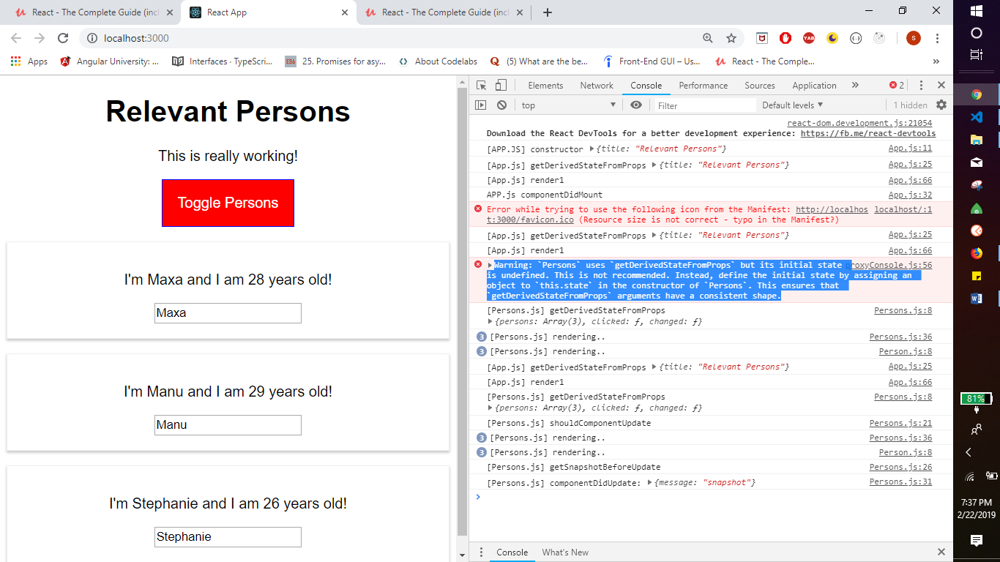 React - The Complete Guide (incl
React App
React - The Complete Guide (incl
localhost:3000
YAB
S
Apps
Angular University: ...
Interfaces · TypeScri...
ES6
25. Promises for asy...
About Codelabs
(5) What are the be...
Front-End GUI – Us...
React - The Comple...
»
Relevant Persons
This is really working!
Toggle Persons
I'm Maxa and I am 28 years old!
Maxa
I'm Manu and I am 29 years old!
Manu
I'm Stephanie and I am 26 years old!
Stephanie
Elements Network Console Performance Sources Application » 2
top Filter Default levels 1 hidden
react-dom.development.js:21054
Download the React DevTools for a better development experience: https://fb.me/react-devtools
[APP.JS] constructor {title: "Relevant Persons"} App.js:11
[App.js] getDerivedStateFromProps {title: "Relevant Persons"} App.js:25
[App.js] render1 App.js:66
APP.js componentDidMount App.js:32
Error while trying to use the following icon from the Manifest: http://localhos localhost/:1
t:3000/favicon.ico (Resource size is not correct - typo in the Manifest?)
[App.js] getDerivedStateFromProps {title: "Relevant Persons"} App.js:25
[App.js] render1 App.js:66
Warning: `Persons` uses `getDerivedStateFromProps` but its initial state proxyConsole.js:56
is undefined. This is not recommended. Instead, define the initial state by assigning an
object to `this.state` in the constructor of `Persons`. This ensures that
`getDerivedStateFromProps` arguments have a consistent shape.
[Persons.js] getDerivedStateFromProps Persons.js:8
{persons: Array(3), clicked: ƒ, changed: ƒ}
3 [Persons.js] rendering.. Persons.js:36
3 [Persons.js] rendering.. Person.js:8
[App.js] getDerivedStateFromProps {title: "Relevant Persons"} App.js:25
[App.js] render1 App.js:66
[Persons.js] getDerivedStateFromProps Persons.js:8
{persons: Array(3), clicked: ƒ, changed: ƒ}
[Persons.js] shouldComponentUpdate Persons.js:21
3 [Persons.js] rendering.. Persons.js:36
3 [Persons.js] rendering.. Person.js:8
[Persons.js] getSnapshotBeforeUpdate Persons.js:26
[Persons.js] componentDidUpdate: {message: "snapshot"} Persons.js:31
Console What's New
81%
7:37 PM
2/22/2019